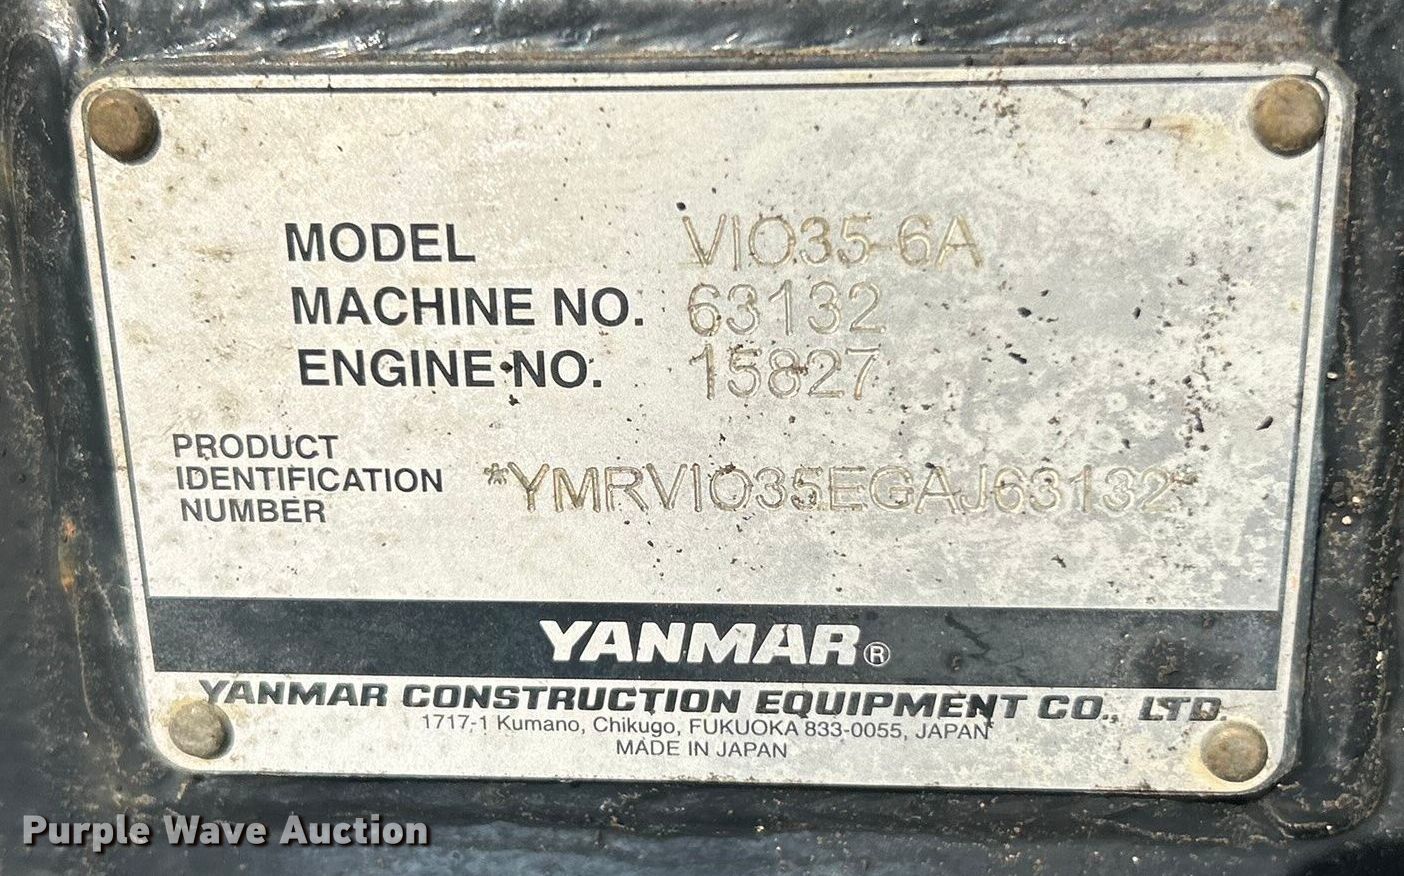 MODEL VIO35-6A
MACHINE NO. 63132
ENGINE NO. 15827
PRODUCT
IDENTIFICATION
NUMBER
*YMRVIO35EGAJ63132*
YANMAR®
YANMAR CONSTRUCTION EQUIPMENT CO., LTD.
1717-1 Kumano, Chikugo, FUKUOKA 833-0055, JAPAN
MADE IN JAPAN
Purple Wave Auction